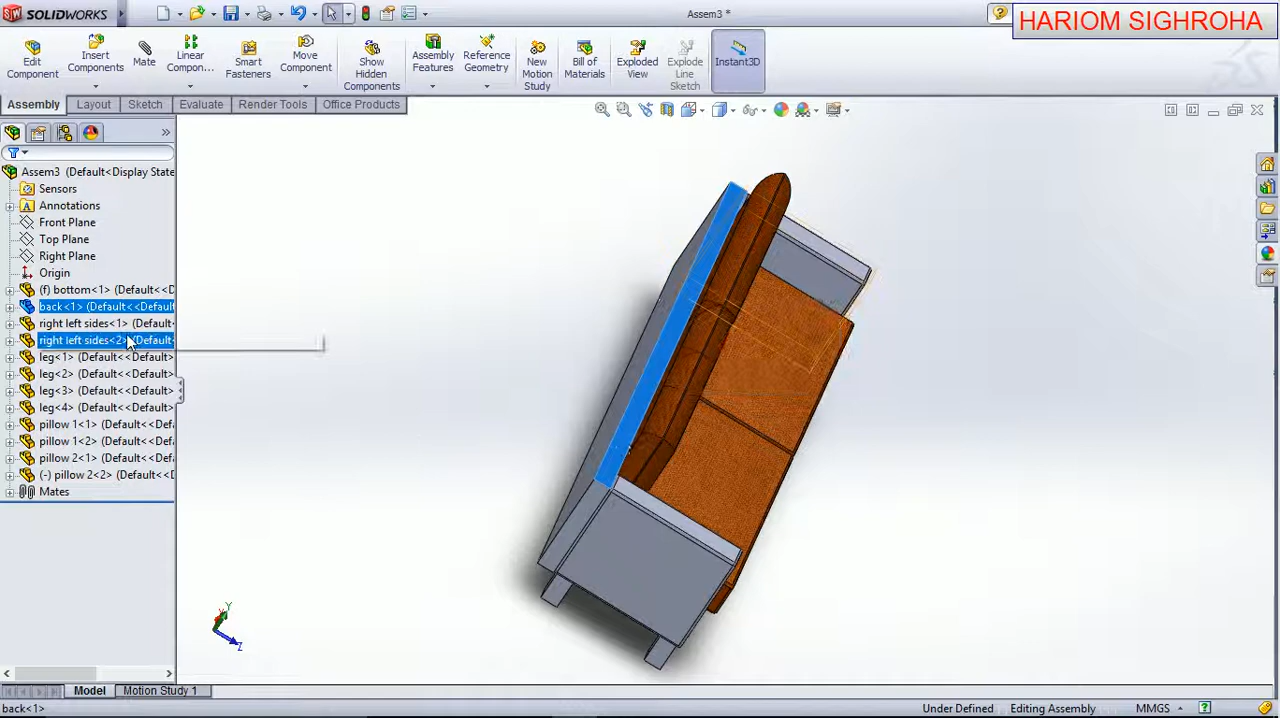 SOLIDWORKS
Assem3 *
HARIOM SIGHROHA
Edit Component
Insert Components
Mate
Linear Compon...
Smart Fasteners
Move Component
Show Hidden Components
Assembly Features
Reference Geometry
New Motion Study
Bill of Materials
Exploded View
Explode Line Sketch
Instant3D
Assembly Layout Sketch Evaluate Render Tools Office Products
Assem3 (Default<Display State
Sensors
Annotations
Front Plane
Top Plane
Right Plane
Origin
(f) bottom<1> (Default<<D
back<1> (Default<<Default
right left sides<1> (Default<
right left sides<2> (Default<
leg<1> (Default<<Default>
leg<2> (Default<<Default>
leg<3> (Default<<Default>
leg<4> (Default<<Default>
pillow 1<1> (Default<<Def
pillow 1<2> (Default<<Def
pillow 2<1> (Default<<Def
(-) pillow 2<2> (Default<<D
Mates
Y
X
Z
Model Motion Study 1
back<1>
Under Defined Editing Assembly MMGS